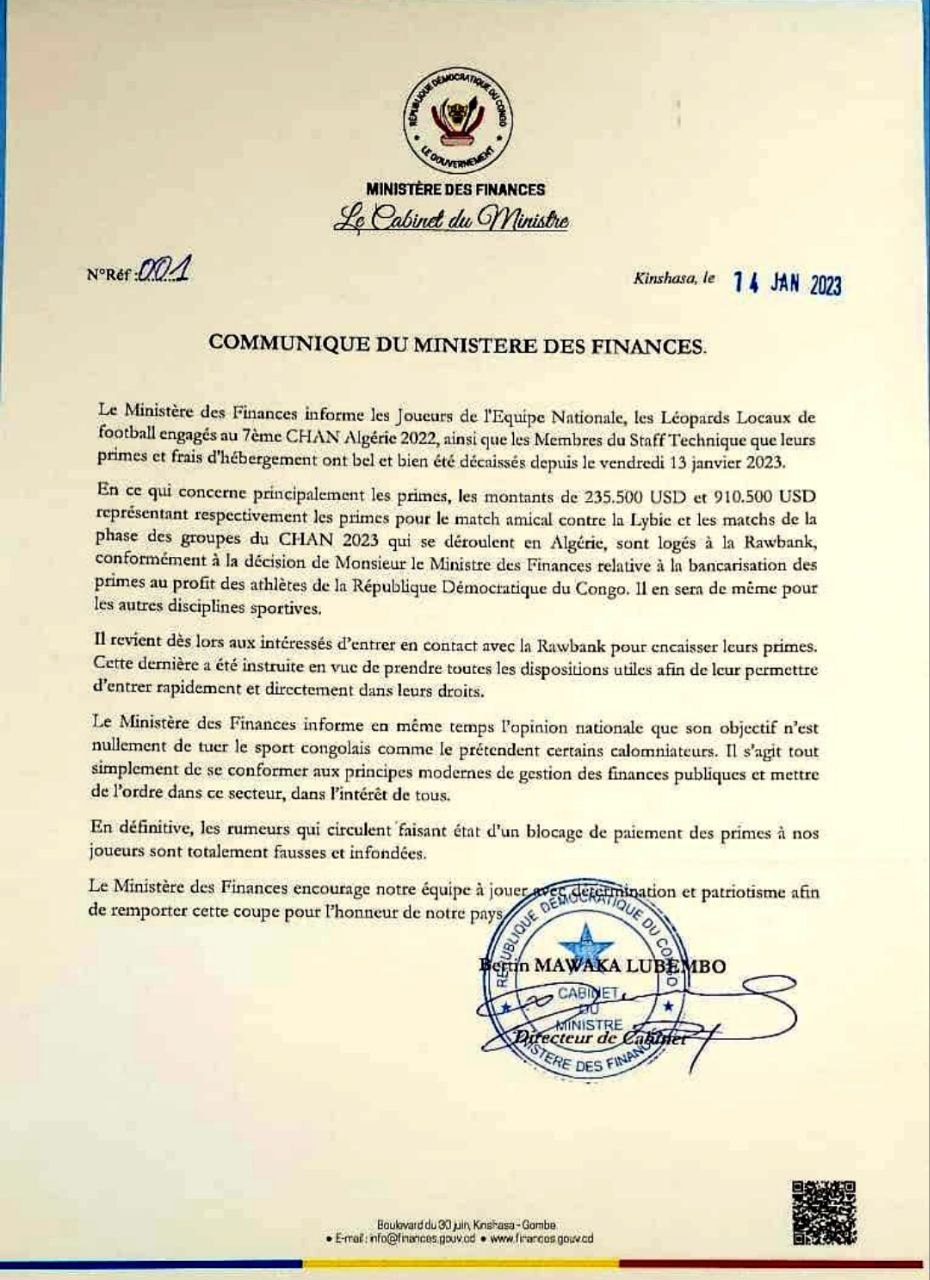 RÉPUBLIQUE DÉMOCRATIQUE DU CONGO
LE GOUVERNEMENT
MINISTÈRE DES FINANCES
Le Cabinet du Ministre
N°Réf :001
Kinshasa, le 14 JAN 2023
COMMUNIQUE DU MINISTERE DES FINANCES.
Le Ministère des Finances informe les Joueurs de l'Equipe Nationale, les Léopards Locaux de
football engagés au 7ème CHAN Algérie 2022, ainsi que les Membres du Staff Technique que leurs
primes et frais d'hébergement ont bel et bien été décaissés depuis le vendredi 13 janvier 2023.
En ce qui concerne principalement les primes, les montants de 235.500 USD et 910.500 USD
représentant respectivement les primes pour le match amical contre la Lybie et les matchs de la
phase des groupes du CHAN 2023 qui se déroulent en Algérie, sont logés à la Rawbank,
conformément à la décision de Monsieur le Ministre des Finances relative à la bancarisation des
primes au profit des athlètes de la République Démocratique du Congo. Il en sera de même pour
les autres disciplines sportives.
Il revient dès lors aux intéressés d'entrer en contact avec la Rawbank pour encaisser leurs primes.
Cette dernière a été instruite en vue de prendre toutes les dispositions utiles afin de leur permettre
d'entrer rapidement et directement dans leurs droits.
Le Ministère des Finances informe en même temps l'opinion nationale que son objectif n'est
nullement de tuer le sport congolais comme le prétendent certains calomniateurs. Il s'agit tout
simplement de se conformer aux principes modernes de gestion des finances publiques et mettre
de l'ordre dans ce secteur, dans l'intérêt de tous.
En définitive, les rumeurs qui circulent faisant état d'un blocage de paiement des primes à nos
joueurs sont totalement fausses et infondées.
Le Ministère des Finances encourage notre équipe à jouer avec détermination et patriotisme afin
de remporter cette coupe pour l'honneur de notre pays
RÉPUBLIQUE DÉMOCRATIQUE DU CONGO
Bertin MAWAKA LUBEMBO
CABINET
DU
MINISTRE
Directeur de Cabinet
MINISTERE DES FINANCES
Boulevard du 30 juin, Kinshasa - Gombe
• E-mail : info@finances.gouv.cd • www.finances.gouv.cd